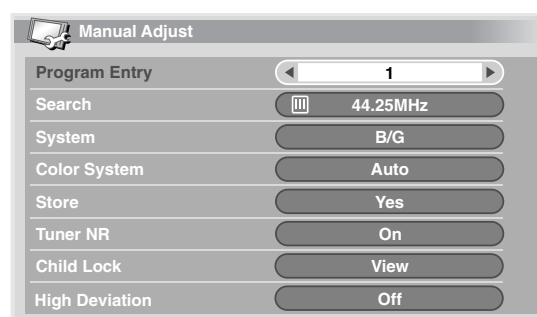 Manual Adjust
Program Entry 1
Search 44.25MHz
System B/G
Color System Auto
Store Yes
Tuner NR On
Child Lock View
High Deviation Off